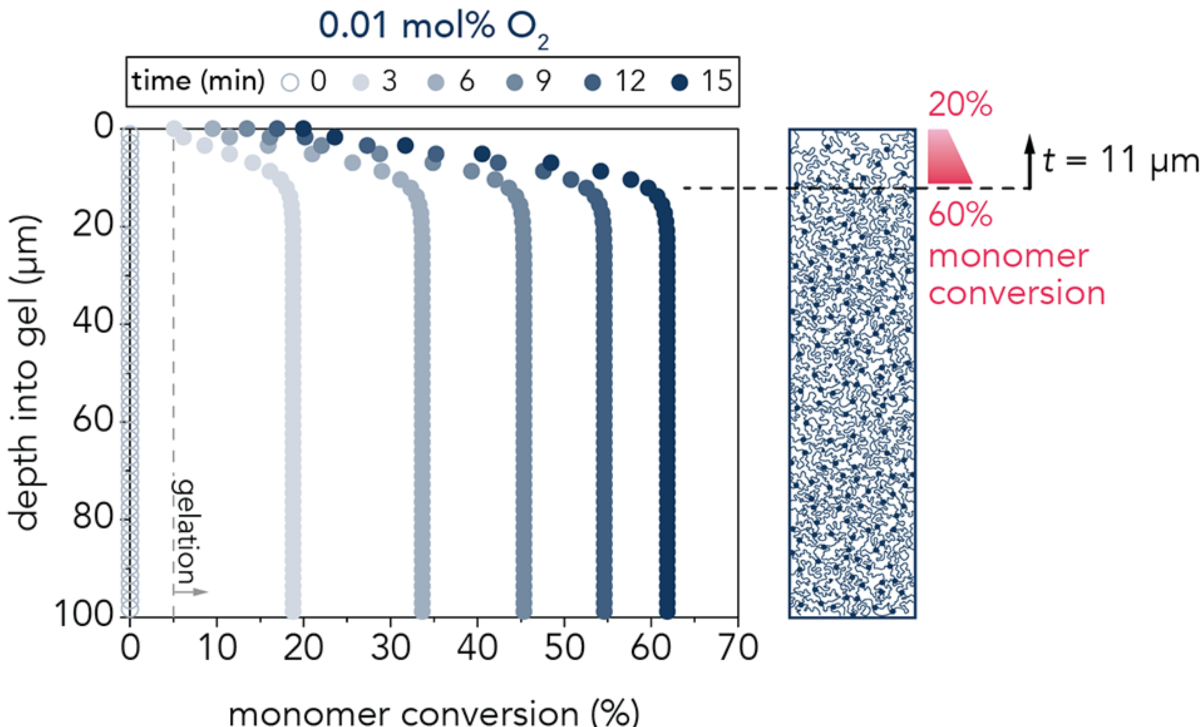 0.01 mol% O₂
time (min) 0 3 6 9 12 15
0
20
40
60
80
100
depth into gel (µm)
gelation
0 10 20 30 40 50 60 70
monomer conversion (%)
20%
t = 11 µm
60%
monomer
conversion